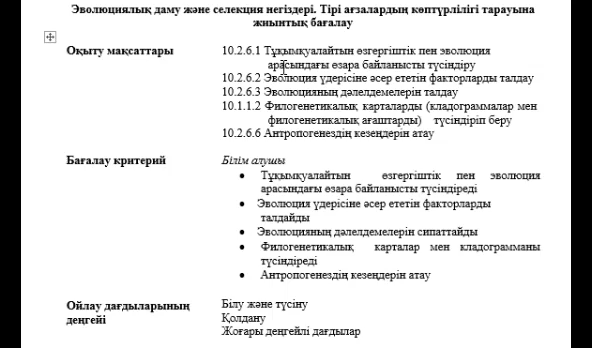 Эволюциялық даму және селекция негіздері. Тірі ағзалардың көптүрлілігі тарауына
жиынтық бағалау
Оқыту мақсаттары
10.2.6.1 Тұқымқуалайтын өзгергіштік пен эволюция
арасындағы өзара байланысты түсіндіру
10.2.6.2 Эволюция үдерісіне әсер ететін факторларды талдау
10.2.6.3 Эволюцияның дәлелдемелерін талдау
10.1.1.2 Филогенетикалық карталарды (кладограммалар мен
филогенетикалық ағаштарды) түсіндіріп беру
10.2.6.6 Антропогенездің кезеңдерін атау
Бағалау критерий
Білім алушы
• Тұқымқуалайтын өзгергіштік пен эволюция
арасындағы өзара байланысты түсіндіреді
• Эволюция үдерісіне әсер ететін факторларды
талдайды
• Эволюцияның дәлелдемелерін сипаттайды
• Филогенетикалық карталар мен кладограмманы
түсіндіреді
• Антропогенездің кезеңдерін атау
Ойлау дағдыларының
деңгейі
Білу және түсіну
Қолдану
Жоғары деңгейлі дағдылар